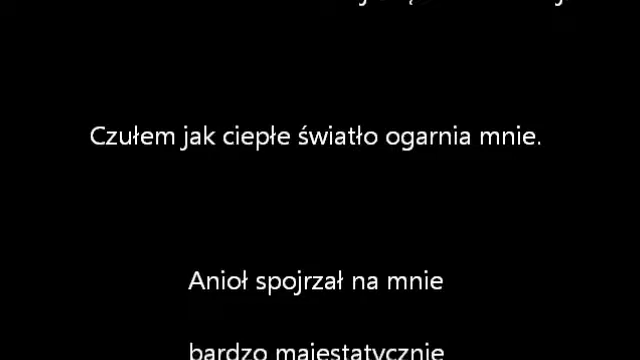 Czułem jak ciepłe światło ogarnia mnie.
Anioł spojrzał na mnie
bardzo majestatycznie